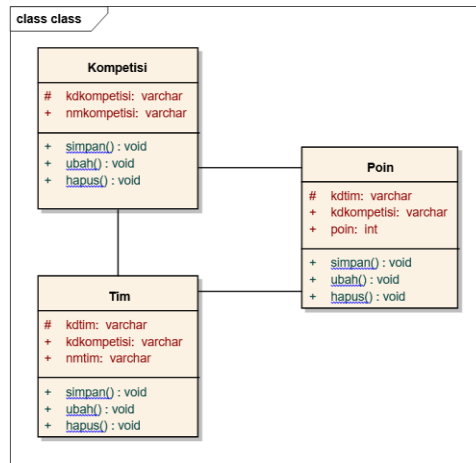 class class
Kompetisi
# kdkompetisi: varchar
+ nmkompetisi: varchar
+ simpan() : void
+ ubah() : void
+ hapus() : void
Poin
# kdtim: varchar
+ kdkompetisi: varchar
+ poin: int
+ simpan() : void
+ ubah() : void
+ hapus() : void
Tim
# kdtim: varchar
+ kdkompetisi: varchar
+ nmtim: varchar
+ simpan() : void
+ ubah() : void
+ hapus() : void